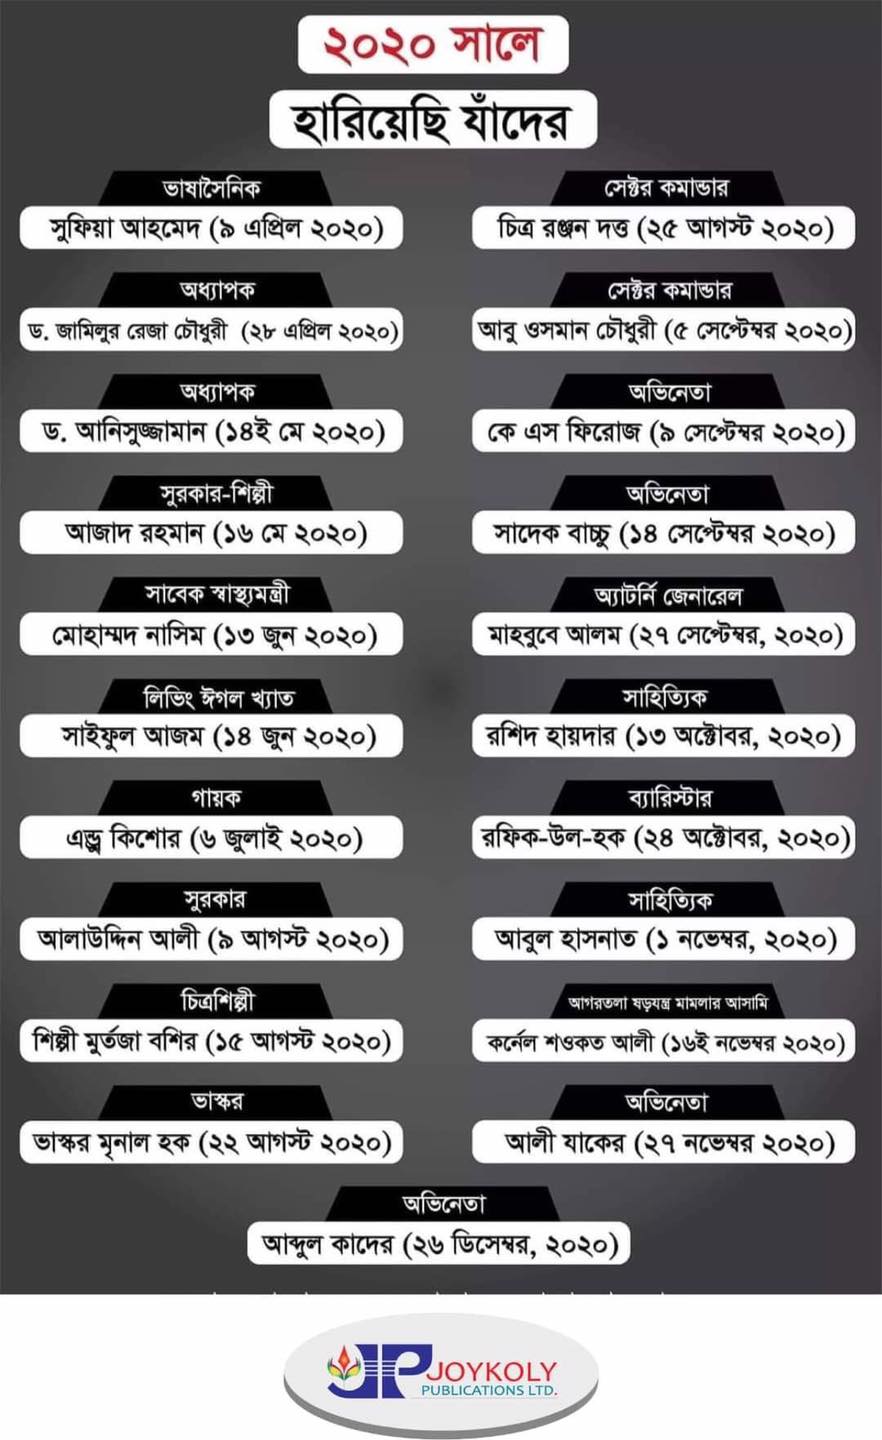 ২০২০ সালে
হারিয়েছি যাঁদের
ভাষাসৈনিক
সুফিয়া আহমেদ (৯ এপ্রিল ২০২০)
অধ্যাপক
ড. জামিলুর রেজা চৌধুরী (২৮ এপ্রিল ২০২০)
অধ্যাপক
ড. আনিসুজ্জামান (১৪ই মে ২০২০)
সুরকার-শিল্পী
আজাদ রহমান (১৬ মে ২০২০)
সাবেক স্বাস্থ্যমন্ত্রী
মোহাম্মদ নাসিম (১৩ জুন ২০২০)
লিভিং ঈগল খ্যাত
সাইফুল আজম (১৪ জুন ২০২০)
গায়ক
এন্ড্রু কিশোর (৬ জুলাই ২০২০)
সুরকার
আলাউদ্দিন আলী (৯ আগস্ট ২০২০)
চিত্রশিল্পী
শিল্পী মুর্তজা বশির (১৫ আগস্ট ২০২০)
ভাস্কর
ভাস্কর মৃনাল হক (২২ আগস্ট ২০২০)
সেক্টর কমান্ডার
চিত্র রঞ্জন দত্ত (২৫ আগস্ট ২০২০)
সেক্টর কমান্ডার
আবু ওসমান চৌধুরী (৫ সেপ্টেম্বর ২০২০)
অভিনেতা
কে এস ফিরোজ (৯ সেপ্টেম্বর ২০২০)
অভিনেতা
সাদেক বাচ্চু (১৪ সেপ্টেম্বর ২০২০)
অ্যাটর্নি জেনারেল
মাহবুবে আলম (২৭ সেপ্টেম্বর, ২০২০)
সাহিত্যিক
রশিদ হায়দার (১৩ অক্টোবর, ২০২০)
ব্যারিস্টার
রফিক-উল-হক (২৪ অক্টোবর, ২০২০)
সাহিত্যিক
আবুল হাসনাত (১ নভেম্বর, ২০২০)
আগরতলা ষড়যন্ত্র মামলার আসামি
কর্নেল শওকত আলী (১৬ই নভেম্বর ২০২০)
অভিনেতা
আলী যাকের (২৭ নভেম্বর ২০২০)
অভিনেতা
আব্দুল কাদের (২৬ ডিসেম্বর, ২০২০)
JP JOYKOLY
PUBLICATIONS LTD.